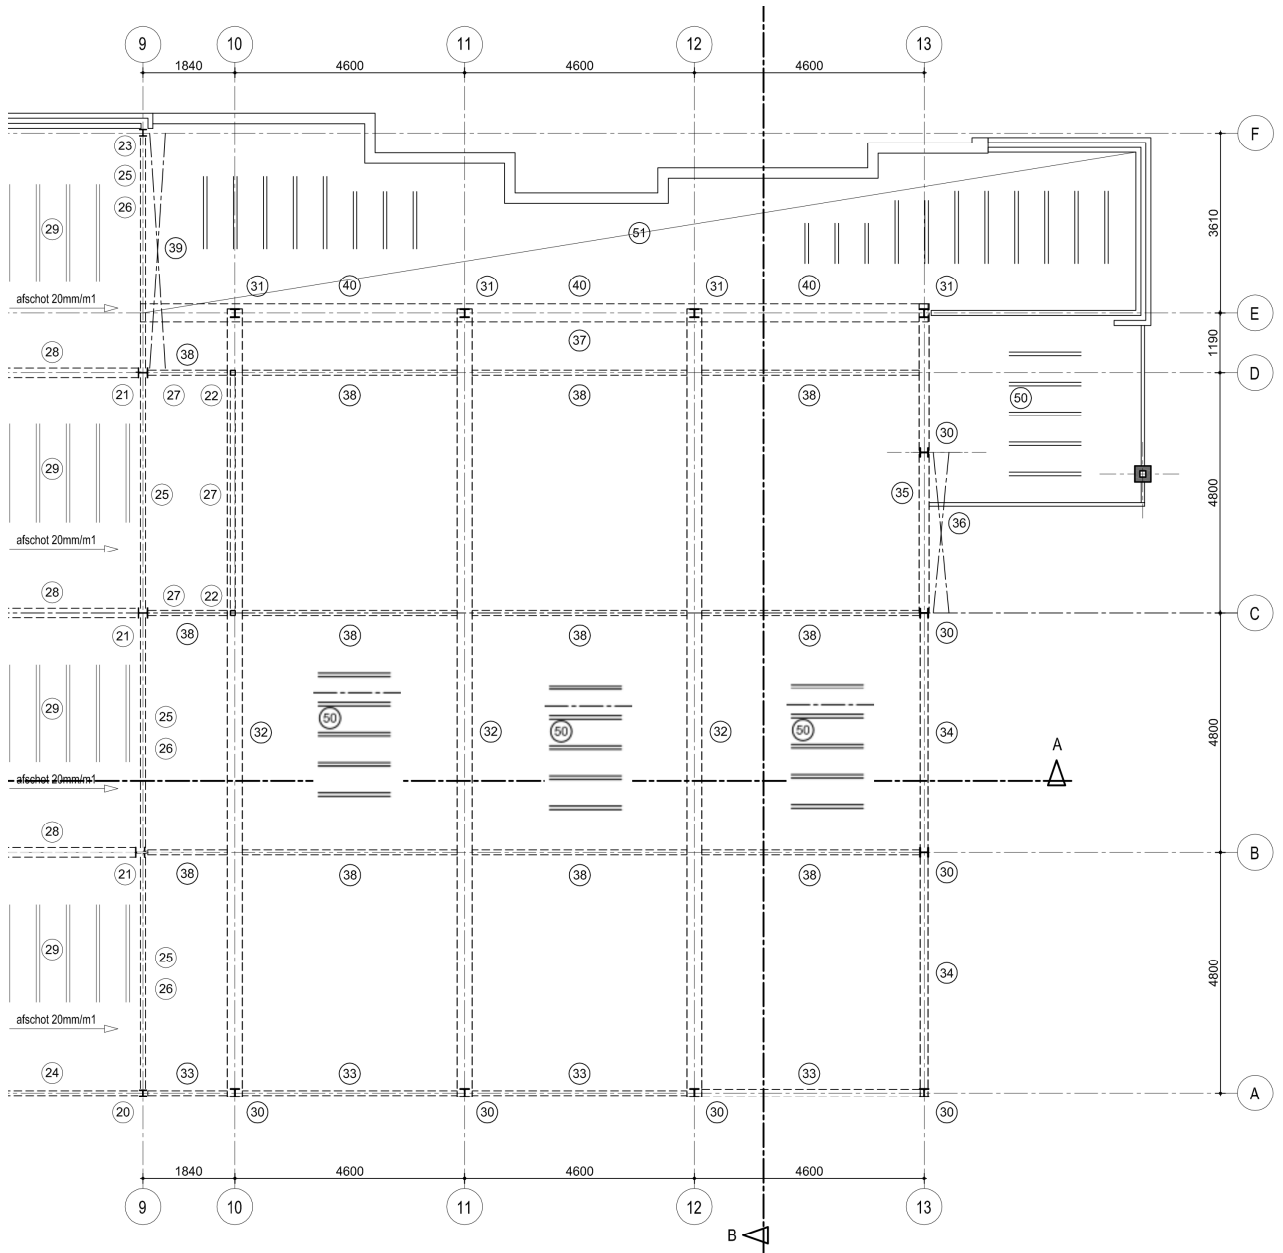 9 10 11 12 13
1840 4600 4600 4600
F
23
25
26
29
39
51
3610
afschot 20mm/m1
31 40 31 40 31 40 31
E
28 38 37
1190
D
21 27 22 38 38 38
50
30
29
25 27 35
4800
36
afschot 20mm/m1
28 27 22
C
21 38 38 38 38 30
29
25
26
32 50 32 50 32 50 34
4800
A
afschot 20mm/m1
28
B
21 38 38 38 38 30
29
25
26
34
4800
afschot 20mm/m1
24 33 33 33 33
A
20 30 30 30 30
1840 4600 4600 4600
9 10 11 12 13
B